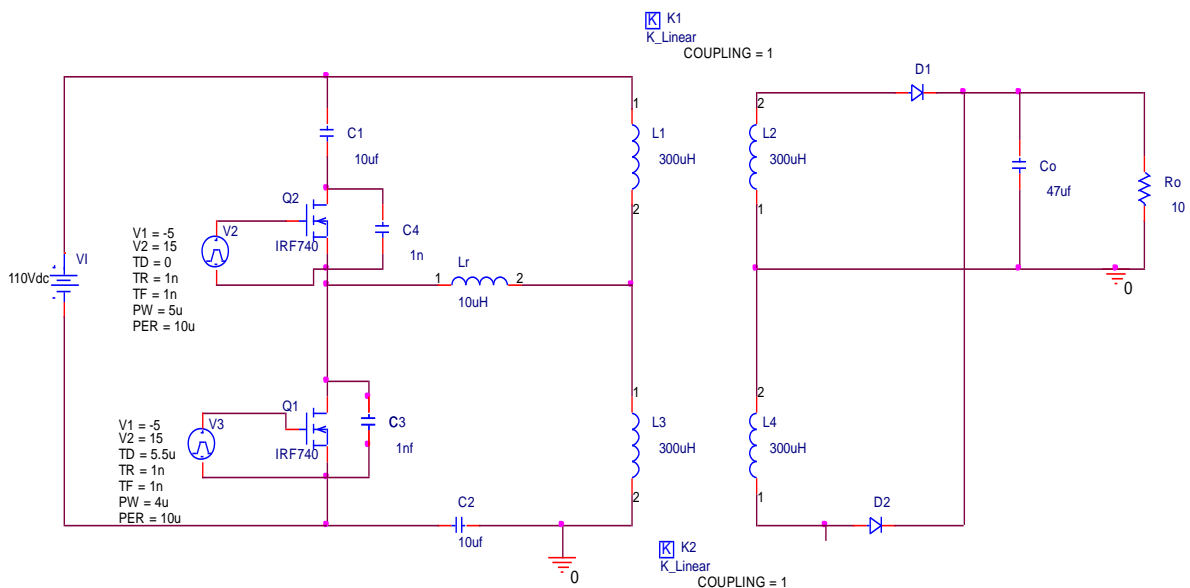 K K1
K_Linear
COUPLING = 1
D1
1
2
C1
10uf
L1
300uH
L2
300uH
Co
47uf
Ro
10
Q2
IRF740
V2
C4
1n
2
1
V1 = -5
V2 = 15
TD = 0
TR = 1n
TF = 1n
PW = 5u
PER = 10u
VI
110Vdc
Lr
1
2
10uH
0
Q1
IRF740
V3
C3
1nf
1
L3
300uH
2
2
L4
300uH
1
V1 = -5
V2 = 15
TD = 5.5u
TR = 1n
TF = 1n
PW = 4u
PER = 10u
C2
10uf
D2
0
K K2
K_Linear
COUPLING = 1